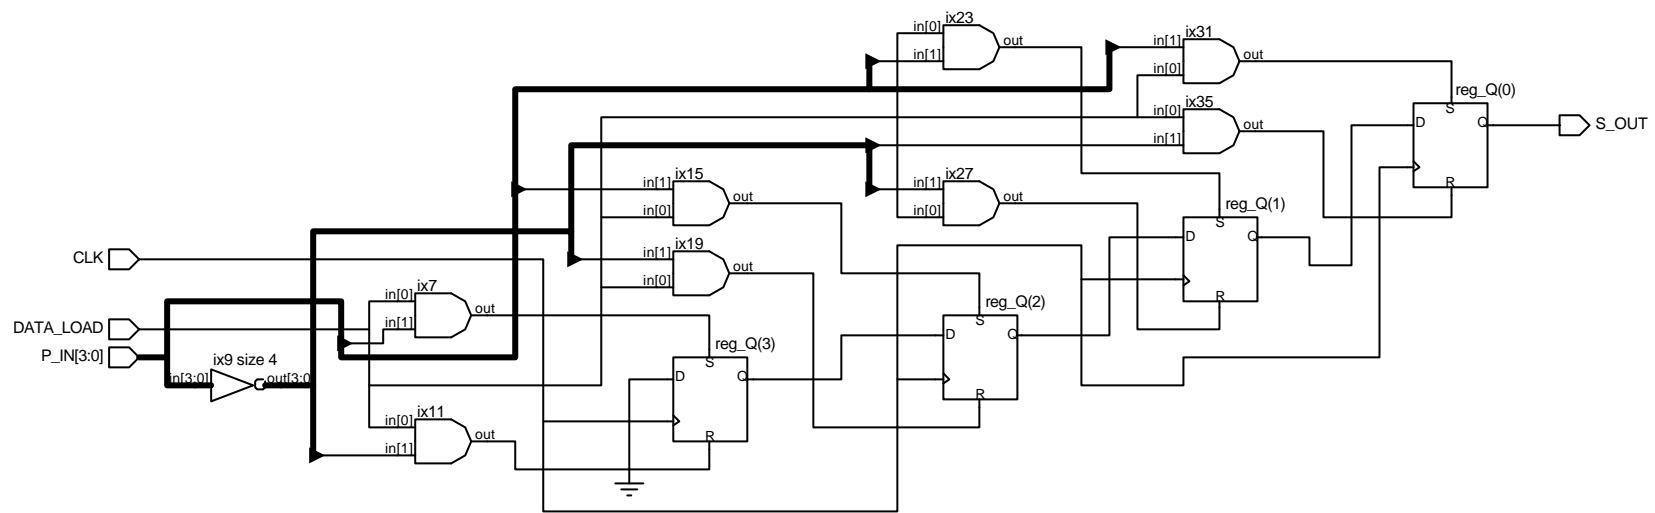 ix23
in[0]
out
in[1]
ix31
in[1]
out
in[0]
reg_Q(0)
S
D
Q
R
S_OUT
ix35
in[0]
out
in[1]
ix15
in[1]
out
in[0]
ix27
in[1]
out
in[0]
reg_Q(1)
S
D
Q
R
CLK
ix19
in[1]
out
in[0]
ix7
in[0]
out
in[1]
reg_Q(2)
S
D
Q
R
DATA_LOAD
P_IN[3:0]
ix9 size 4
in[3:0]
out[3:0
reg_Q(3)
S
D
Q
R
ix11
in[0]
out
in[1]